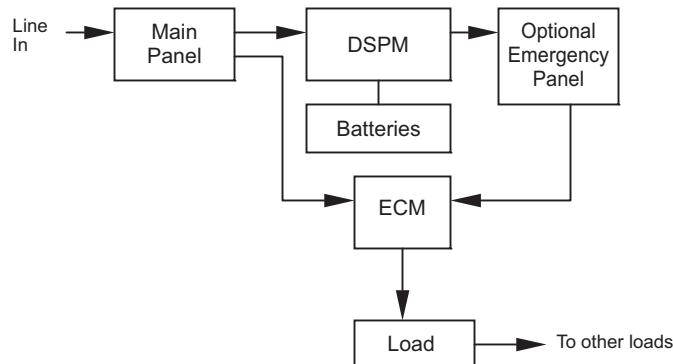 Line
In
Main
Panel
DSPM
Optional
Emergency
Panel
Batteries
ECM
Load
To other loads